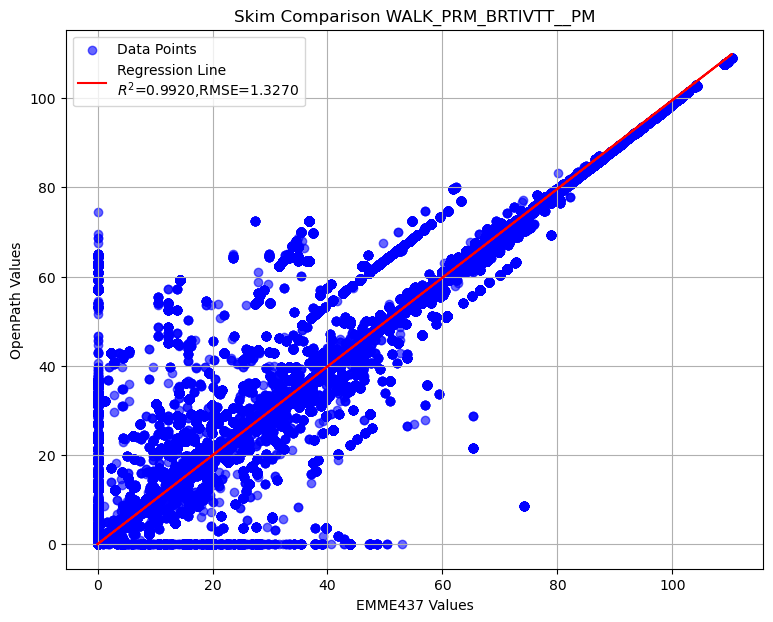 Skim Comparison WALK_PRM_BRTIVTT__PM
Data Points
Regression Line
R²=0.9920,RMSE=1.3270
100
80
60
40
20
0
OpenPath Values
0 20 40 60 80 100
EMME437 Values